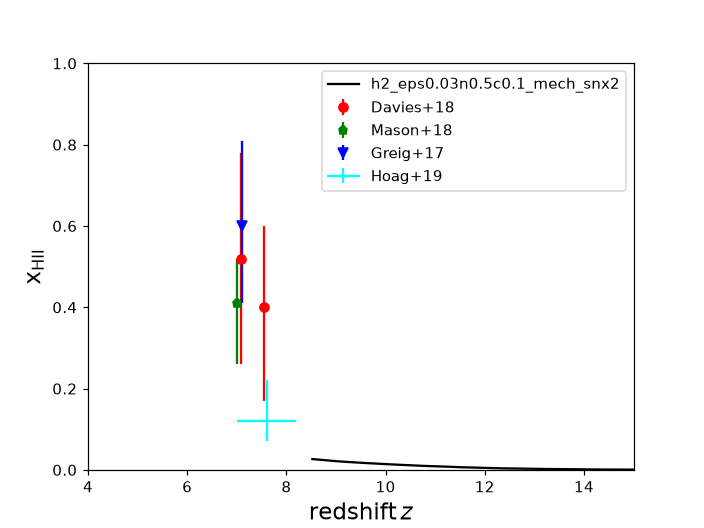 1.0
0.8
0.6
0.4
0.2
0.0
xHII
h2_eps0.03n0.5c0.1_mech_snx2
Davies+18
Mason+18
Greig+17
Hoag+19
4 6 8 10 12 14
redshift z